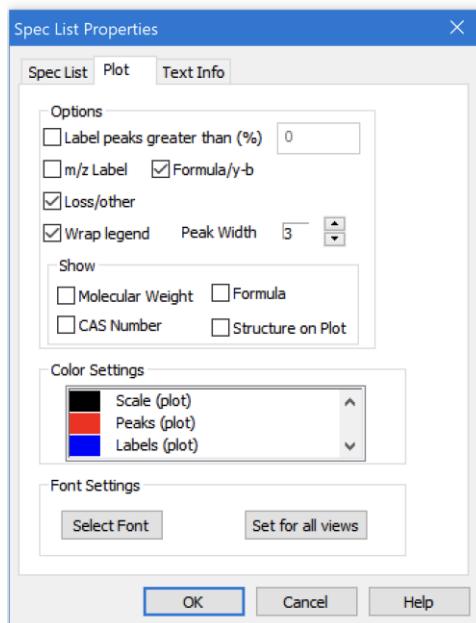 Spec List Properties
Spec List Plot Text Info
Options
Label peaks greater than (%) 0
m/z Label Formula/y-b
Loss/other
Wrap legend Peak Width 3
Show
Molecular Weight Formula
CAS Number Structure on Plot
Color Settings
Scale (plot)
Peaks (plot)
Labels (plot)
Font Settings
Select Font Set for all views
OK Cancel Help